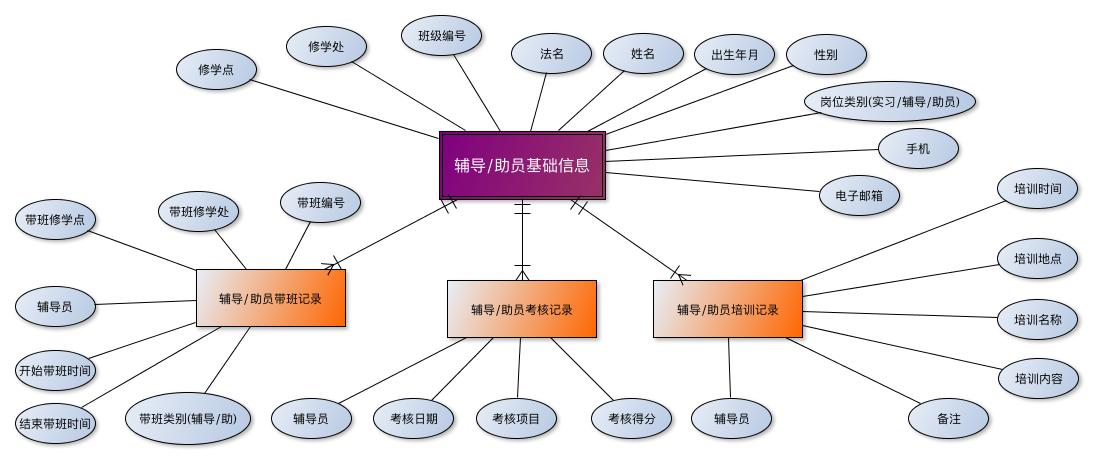 班级编号
修学处
法名
姓名
出生年月
性别
修学点
岗位类别(实习/辅导/助员)
手机
辅导/助员基础信息
电子邮箱
培训时间
带班编号
带班修学处
带班修学点
培训地点
辅导/助员带班记录
辅导员
辅导/助员考核记录
辅导/助员培训记录
培训名称
开始带班时间
培训内容
结束带班时间
带班类别(辅导/助)
辅导员
考核日期
考核项目
考核得分
辅导员
备注